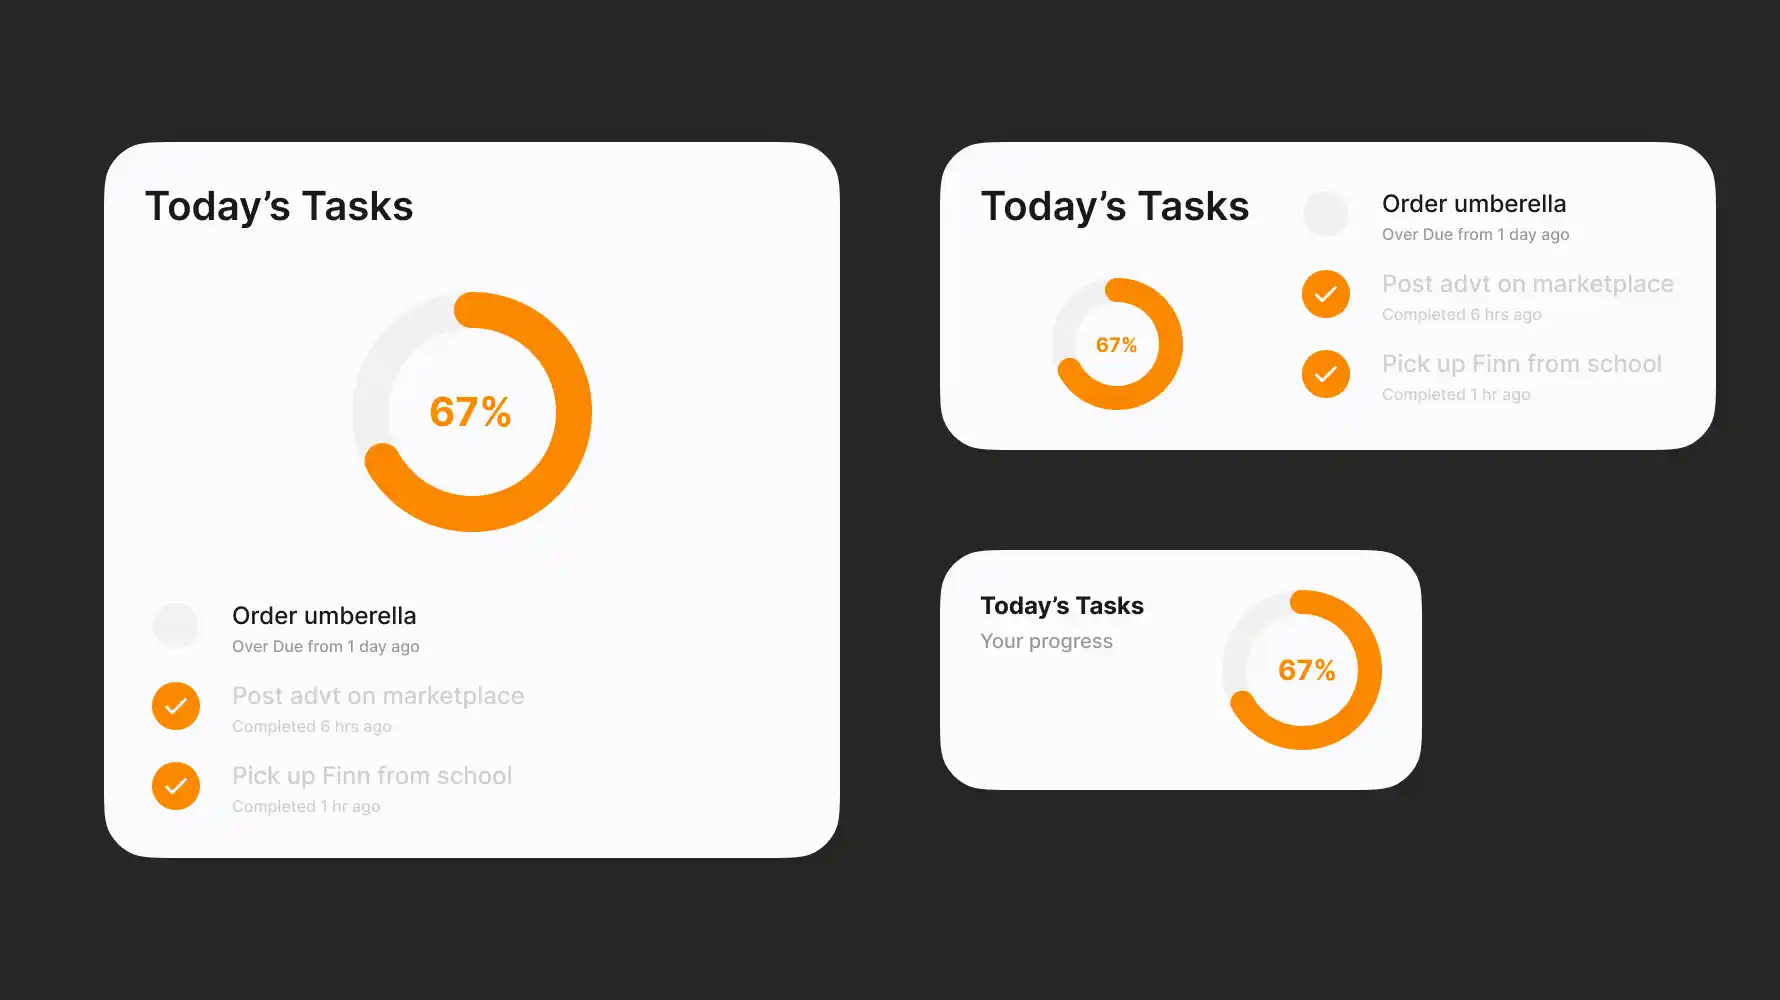 Today’s Tasks
67%
Order umberella
Over Due from 1 day ago
Post advt on marketplace
Completed 6 hrs ago
Pick up Finn from school
Completed 1 hr ago
Today’s Tasks
67%
Order umberella
Over Due from 1 day ago
Post advt on marketplace
Completed 6 hrs ago
Pick up Finn from school
Completed 1 hr ago
Today’s Tasks
Your progress
67%